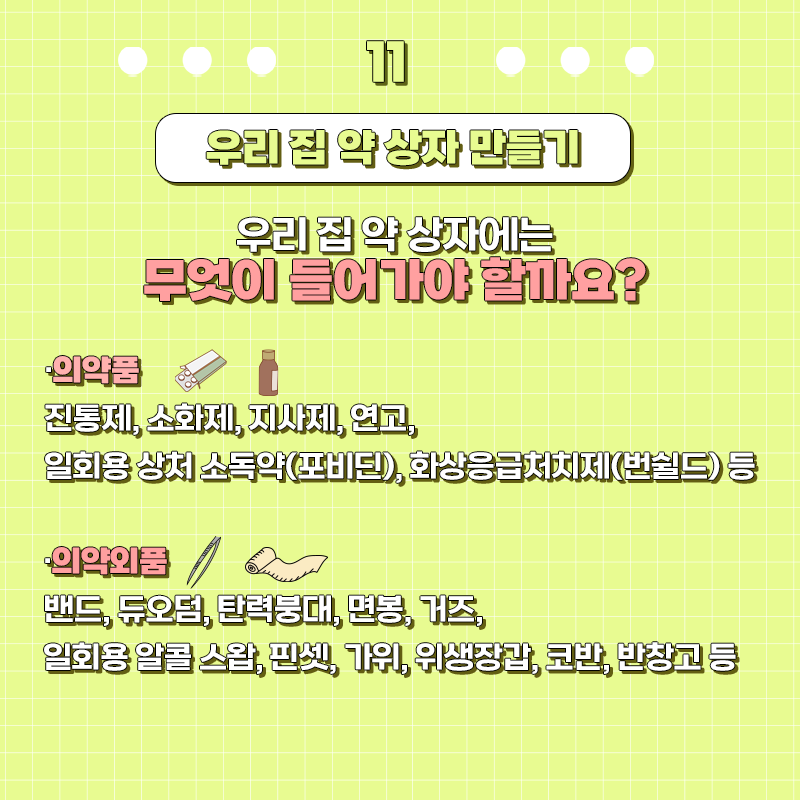 11
우리 집 약 상자 만들기
우리 집 약 상자에는
무엇이 들어가야 할까요?
·의약품
진통제, 소화제, 지사제, 연고,
일회용 상처 소독약(포비딘), 화상응급처치제(번쉴드) 등
·의약외품
밴드, 듀오덤, 탄력붕대, 면봉, 거즈,
일회용 알콜 스왑, 핀셋, 가위, 위생장갑, 코반, 반창고 등